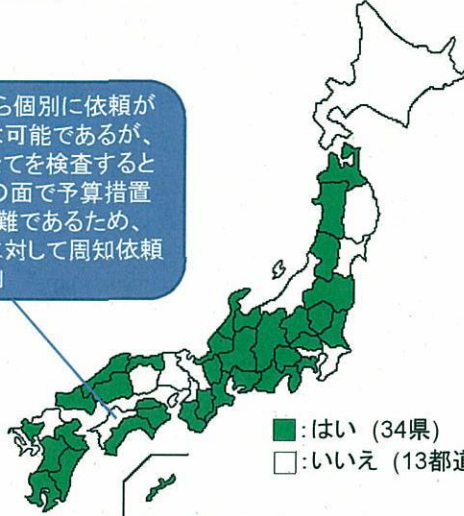 ら個別に依頼が
可能であるが、
てを検査すると
の面で予算措置
難であるため、
対して周知依頼
■:はい (34県)
□:いいえ (13都道